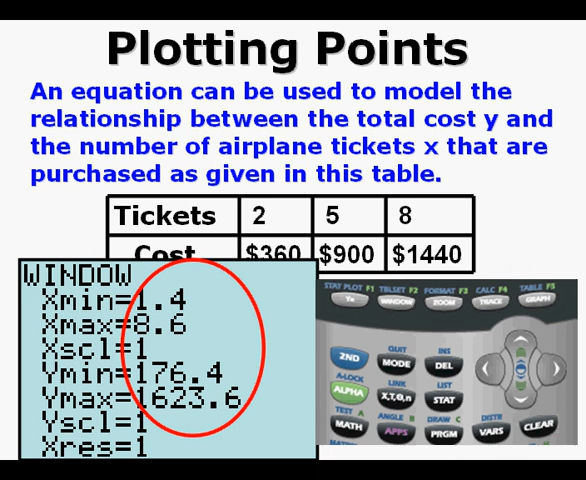 Plotting Points
An equation can be used to model the
relationship between the total cost y and
the number of airplane tickets x that are
purchased as given in this table.
Tickets 2 5 8
Cost $360 $900 $1440
WINDOW
Xmin=1.4
Xmax=8.6
Xscl=1
Ymin=176.4
Ymax=1623.6
Yscl=1
Xres=1
STAT PLOT F1 TBLSET F2 FORMAT F3 CALC F4 TABLE F5
Y= WINDOW ZOOM TRACE GRAPH
QUIT INS
2ND MODE DEL
A-LOCK LINK LIST
ALPHA X,T,Θ,n STAT
TEST A ANGLE B DRAW C DISTR
MATH APPS PRGM VARS CLEAR